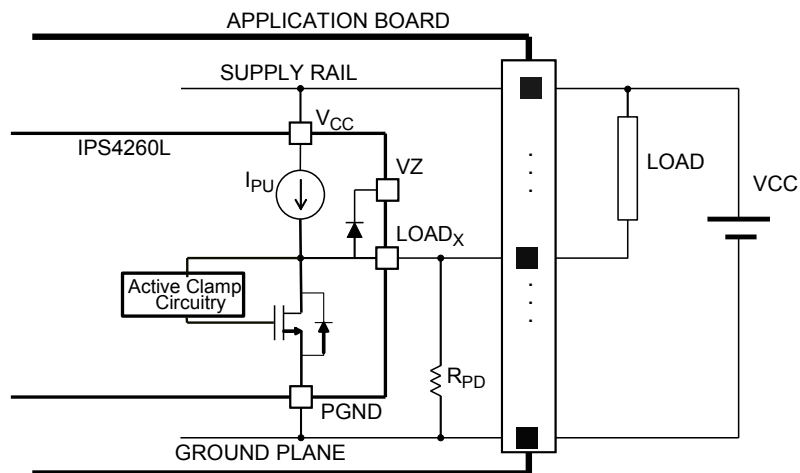 APPLICATION BOARD
SUPPLY RAIL
VCC
IPS4260L
IPU
VZ
LOAD
VCC
LOADX
Active Clamp
Circuitry
RPD
PGND
GROUND PLANE